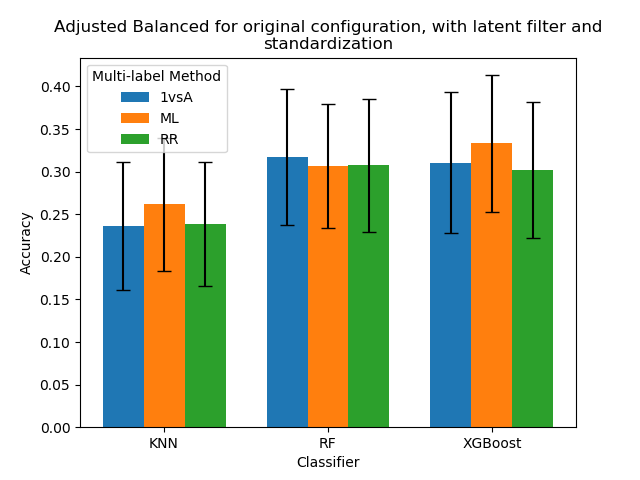 Adjusted Balanced for original configuration, with latent filter and
standardization
Multi-label Method
1vsA
ML
RR
Accuracy
0.40
0.35
0.30
0.25
0.20
0.15
0.10
0.05
0.00
KNN
RF
XGBoost
Classifier